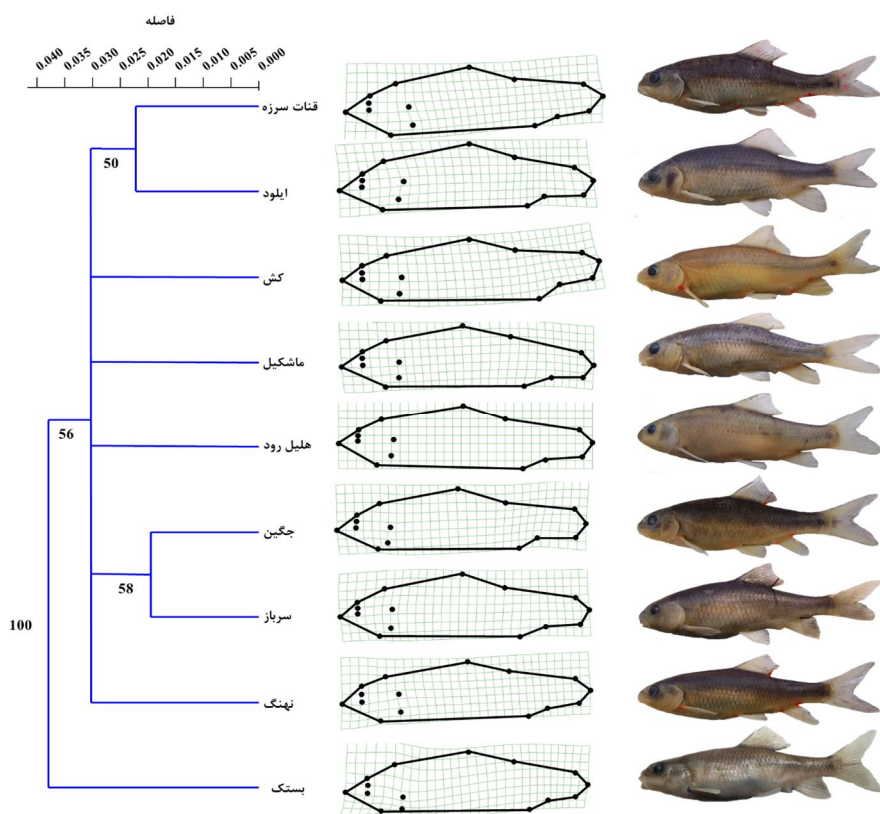 فاصله
0.040 0.035 0.030 0.025 0.020 0.015 0.010 0.005 0.000
قنات سرزه
50
ایلود
کش
ماشکیل
56
هلیل رود
جگین
58
سرباز
100
نهنگ
بستک